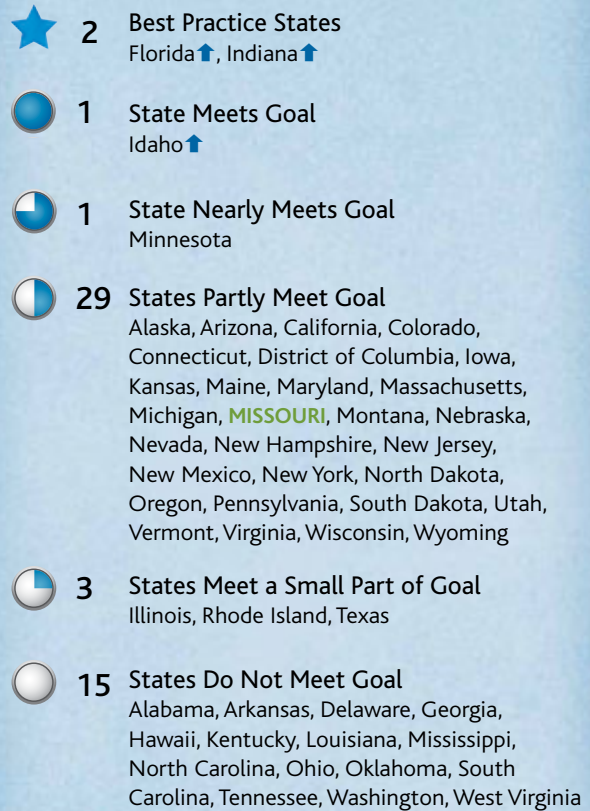 2 Best Practice States
Florida⬆, Indiana⬆
1 State Meets Goal
Idaho⬆
1 State Nearly Meets Goal
Minnesota
29 States Partly Meet Goal
Alaska, Arizona, California, Colorado,
Connecticut, District of Columbia, Iowa,
Kansas, Maine, Maryland, Massachusetts,
Michigan, MISSOURI, Montana, Nebraska,
Nevada, New Hampshire, New Jersey,
New Mexico, New York, North Dakota,
Oregon, Pennsylvania, South Dakota, Utah,
Vermont, Virginia, Wisconsin, Wyoming
3 States Meet a Small Part of Goal
Illinois, Rhode Island, Texas
15 States Do Not Meet Goal
Alabama, Arkansas, Delaware, Georgia,
Hawaii, Kentucky, Louisiana, Mississippi,
North Carolina, Ohio, Oklahoma, South
Carolina, Tennessee, Washington, West Virginia